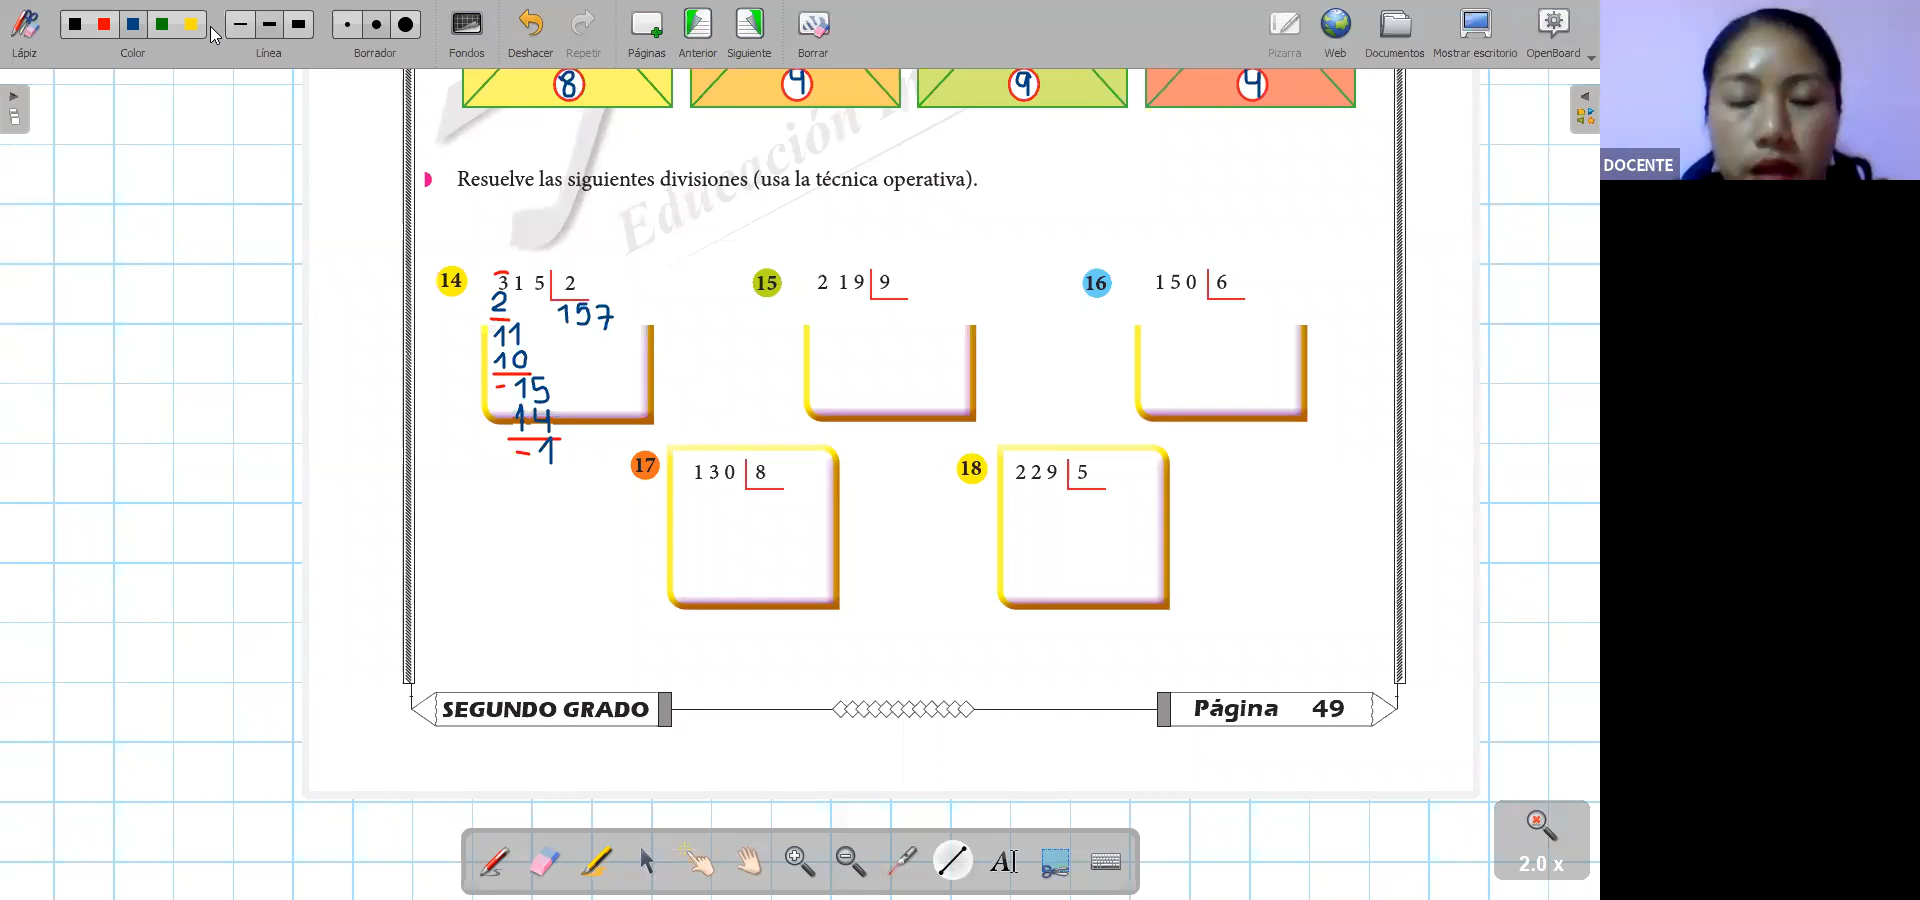 Lápiz
Color
Línea
Borrador
Fondos
Deshacer
Repetir
Páginas
Anterior
Siguiente
Borrar
Pizarra
Web
Documentos
Mostrar escritorio
OpenBoard
DOCENTE
8
4
9
4
Educación
Resuelve las siguientes divisiones (usa la técnica operativa).
14
3 1 5 2
2
157
11
10
- 15
14
- 1
15
2 1 9 9
16
1 5 0 6
17
1 3 0 8
18
2 2 9 5
SEGUNDO GRADO
Página 49
2.0 x